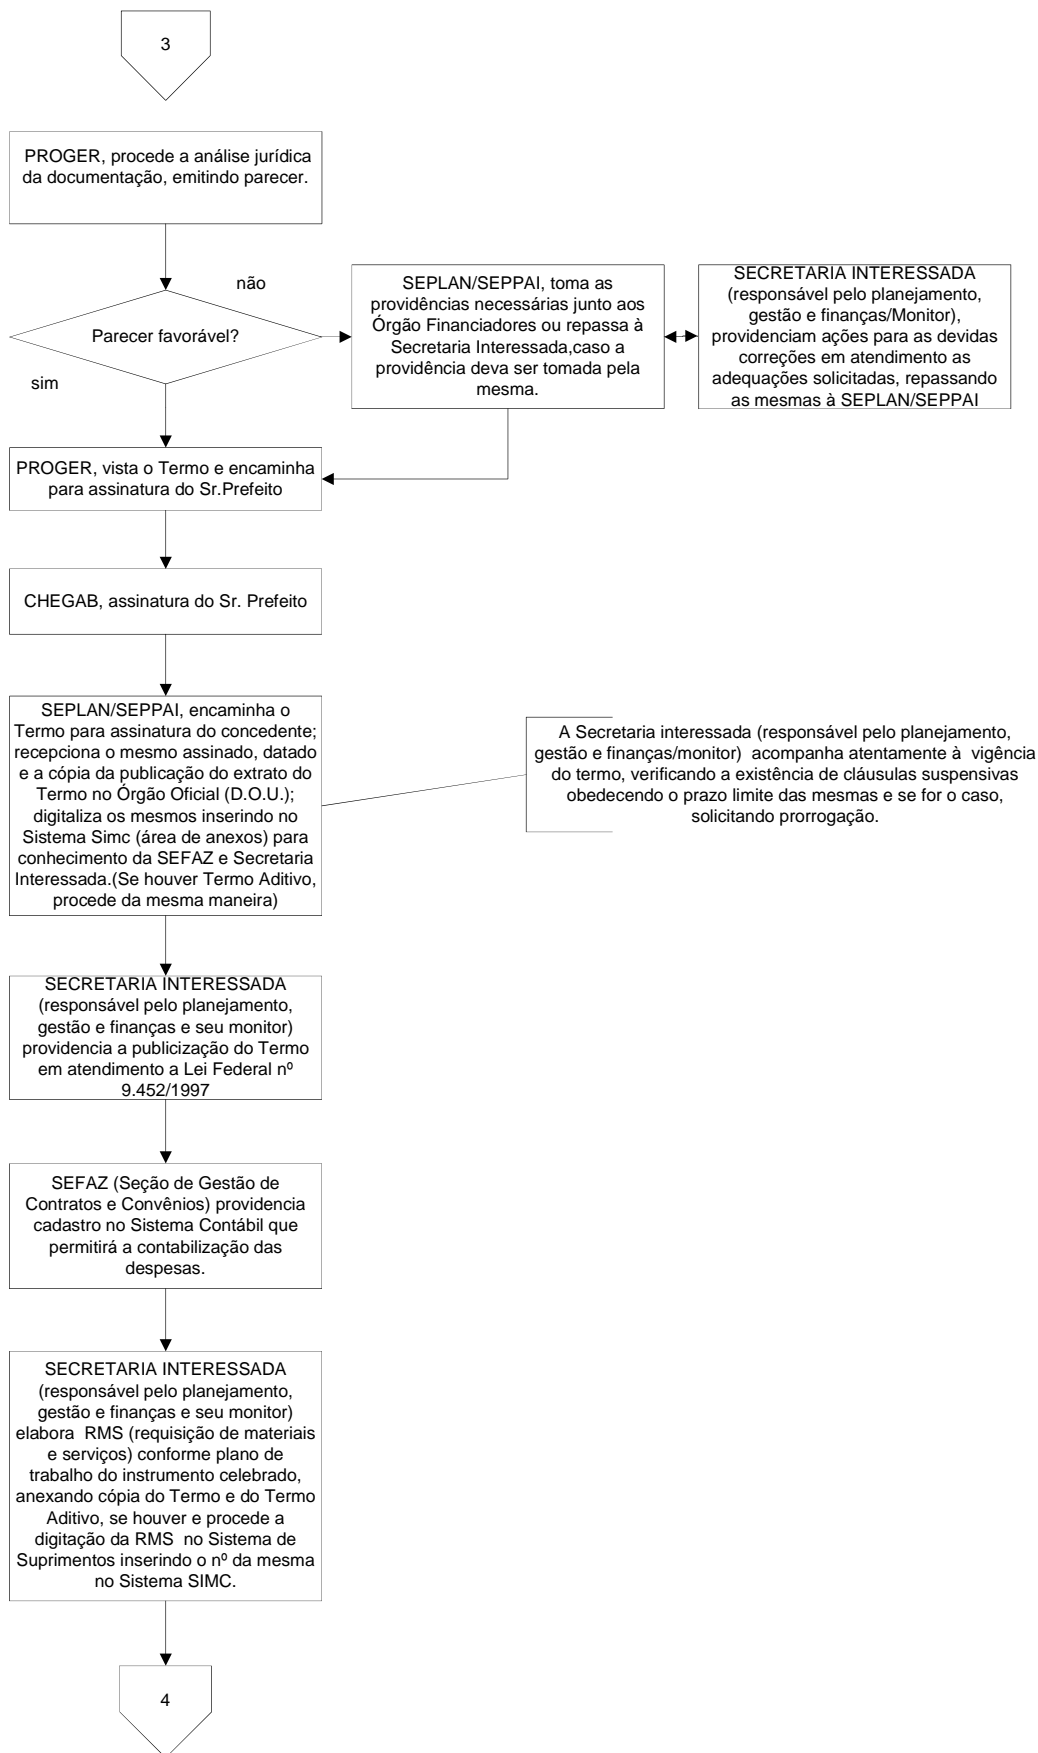 3
PROGER, procede a análise jurídica
da documentação, emitindo parecer.
não
Parecer favorável?
sim
SEPLAN/SEPPAI, toma as
providências necessárias junto aos
Órgão Financiadores ou repassa à
Secretaria Interessada,caso a
providência deva ser tomada pela
mesma.
SECRETARIA INTERESSADA
(responsável pelo planejamento,
gestão e finanças/Monitor),
providenciam ações para as devidas
correções em atendimento as
adequações solicitadas, repassando
as mesmas à SEPLAN/SEPPAI
PROGER, vista o Termo e encaminha
para assinatura do Sr.Prefeito
CHEGAB, assinatura do Sr. Prefeito
SEPLAN/SEPPAI, encaminha o
Termo para assinatura do concedente;
recepciona o mesmo assinado, datado
e a cópia da publicação do extrato do
Termo no Órgão Oficial (D.O.U.);
digitaliza os mesmos inserindo no
Sistema Simc (área de anexos) para
conhecimento da SEFAZ e Secretaria
Interessada.(Se houver Termo Aditivo,
procede da mesma maneira)
A Secretaria interessada (responsável pelo planejamento,
gestão e finanças/monitor) acompanha atentamente à vigência
do termo, verificando a existência de cláusulas suspensivas
obedecendo o prazo limite das mesmas e se for o caso,
solicitando prorrogação.
SECRETARIA INTERESSADA
(responsável pelo planejamento,
gestão e finanças e seu monitor)
providencia a publicização do Termo
em atendimento a Lei Federal nº
9.452/1997
SEFAZ (Seção de Gestão de
Contratos e Convênios) providencia
cadastro no Sistema Contábil que
permitirá a contabilização das
despesas.
SECRETARIA INTERESSADA
(responsável pelo planejamento,
gestão e finanças e seu monitor)
elabora RMS (requisição de materiais
e serviços) conforme plano de
trabalho do instrumento celebrado,
anexando cópia do Termo e do Termo
Aditivo, se houver e procede a
digitação da RMS no Sistema de
Suprimentos inserindo o nº da mesma
no Sistema SIMC.
4